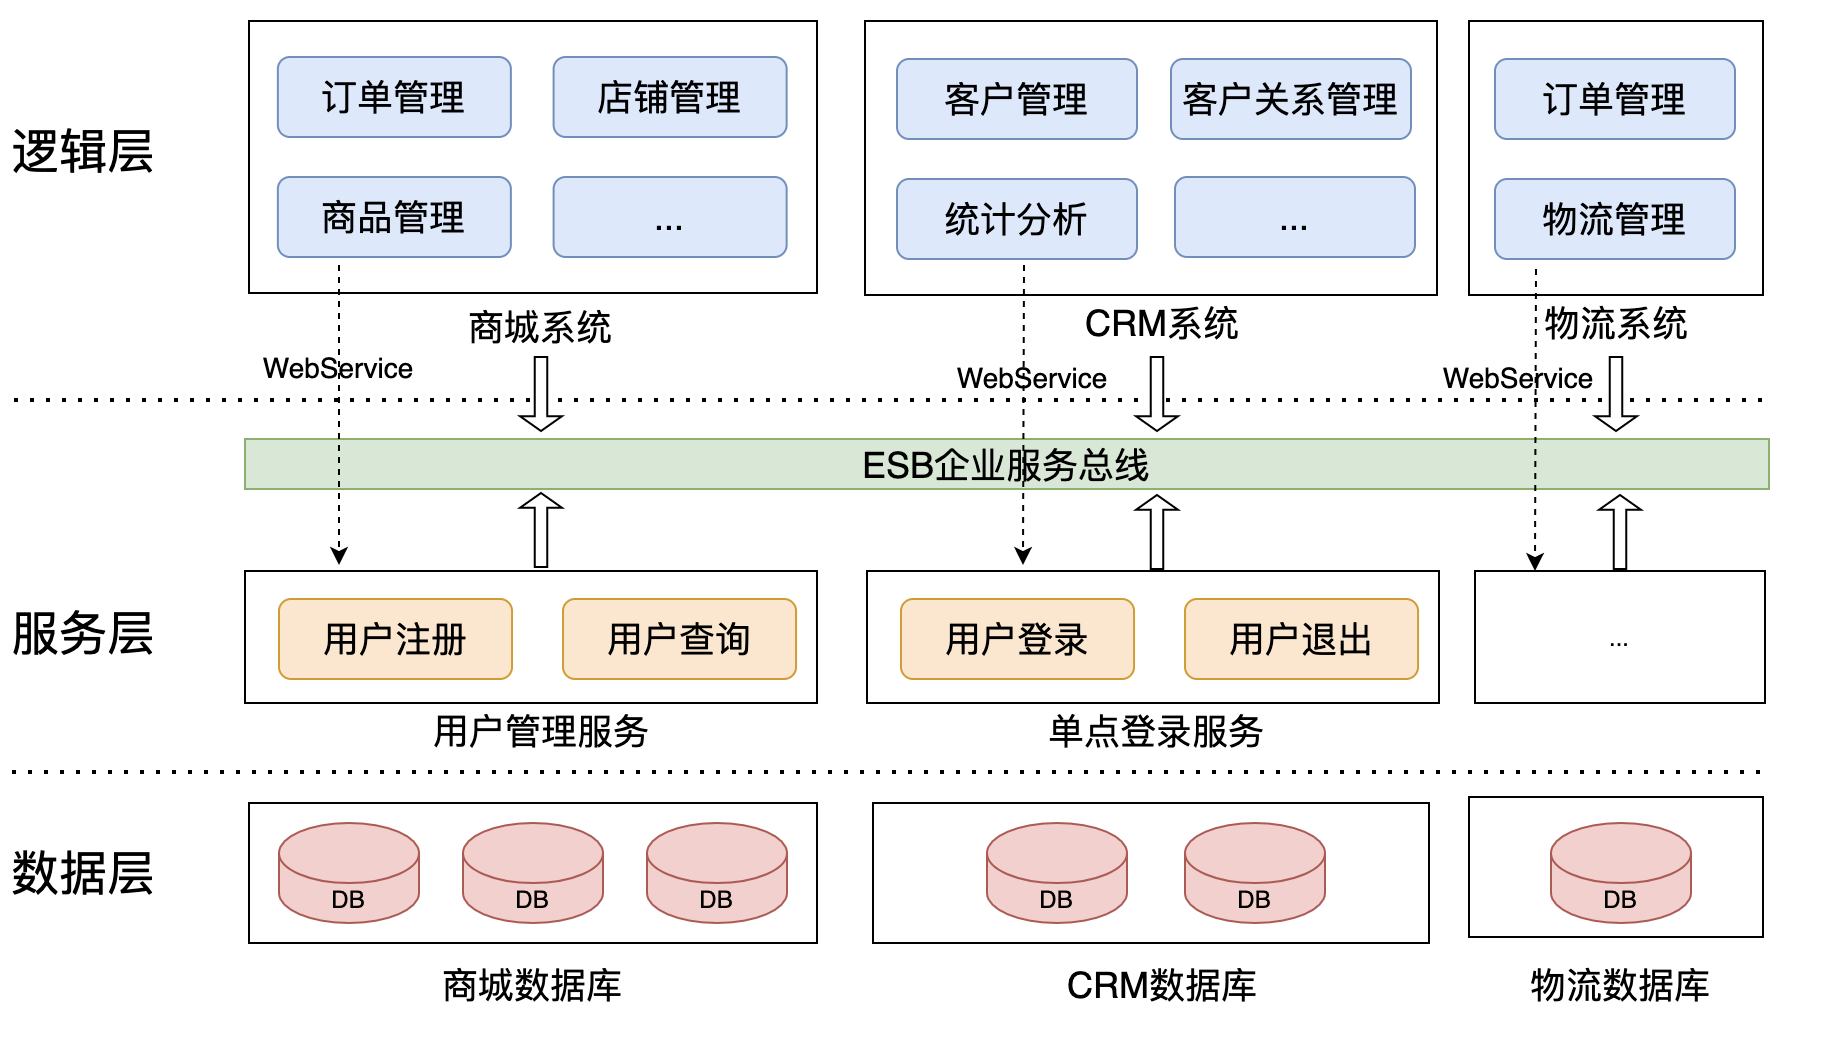 逻辑层
订单管理
店铺管理
商品管理
...
商城系统
客户管理
客户关系管理
统计分析
...
CRM系统
订单管理
物流管理
物流系统
WebService
WebService
WebService
ESB企业服务总线
服务层
用户注册
用户查询
用户管理服务
用户登录
用户退出
单点登录服务
...
数据层
DB
DB
DB
商城数据库
DB
DB
CRM数据库
DB
物流数据库